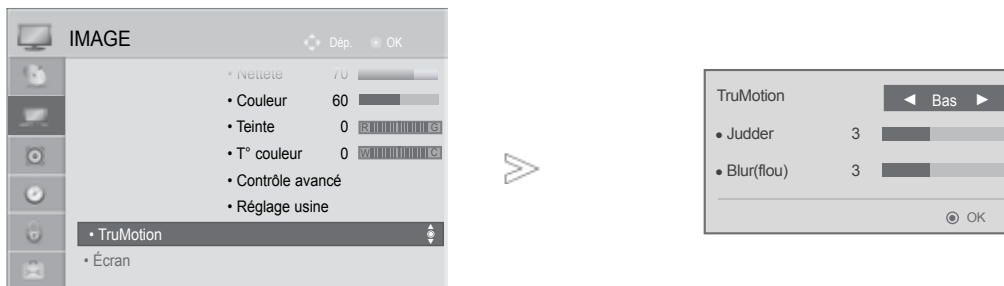 IMAGE
Dép. OK
• Netteté 70
• Couleur 60
• Teinte 0 R G
• T° couleur 0 W C
• Contrôle avancé
• Réglage usine
• TruMotion
• Écran
TruMotion ◄ Bas ►
• Judder 3
• Blur(flou) 3
OK